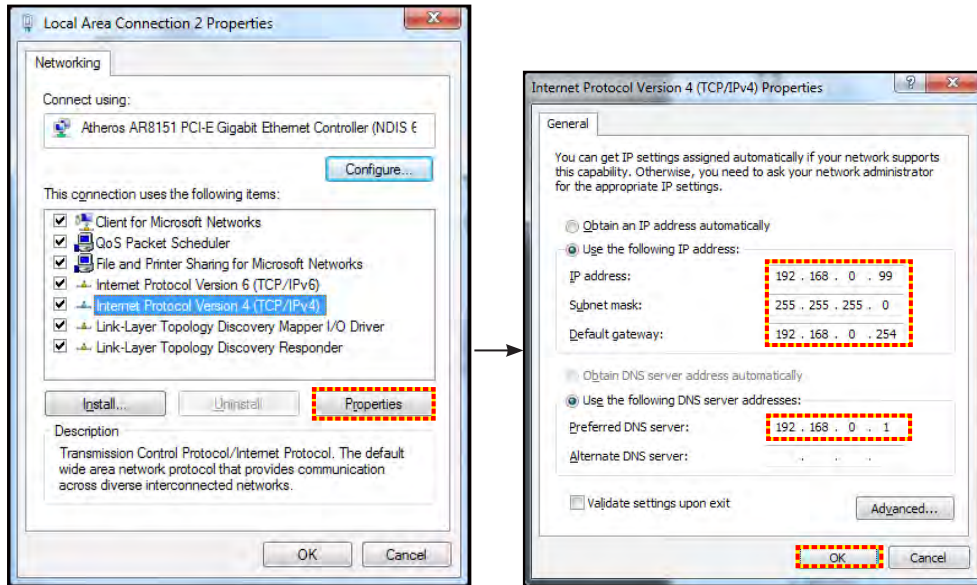 Local Area Connection 2 Properties
Networking
Connect using:
Atheros AR8151 PCI-E Gigabit Ethernet Controller (NDIS 6
Configure...
This connection uses the following items:
Client for Microsoft Networks
QoS Packet Scheduler
File and Printer Sharing for Microsoft Networks
Internet Protocol Version 6 (TCP/IPv6)
Internet Protocol Version 4 (TCP/IPv4)
Link-Layer Topology Discovery Mapper I/O Driver
Link-Layer Topology Discovery Responder
Install...
Uninstall
Properties
Description
Transmission Control Protocol/Internet Protocol. The default
wide area network protocol that provides communication
across diverse interconnected networks.
OK
Cancel
Internet Protocol Version 4 (TCP/IPv4) Properties
General
You can get IP settings assigned automatically if your network supports
this capability. Otherwise, you need to ask your network administrator
for the appropriate IP settings.
Obtain an IP address automatically
Use the following IP address:
IP address: 192 . 168 . 0 . 99
Subnet mask: 255 . 255 . 255 . 0
Default gateway: 192 . 168 . 0 . 254
Obtain DNS server address automatically
Use the following DNS server addresses:
Preferred DNS server: 192 . 168 . 0 . 1
Alternate DNS server: . . .
Validate settings upon exit
Advanced...
OK
Cancel